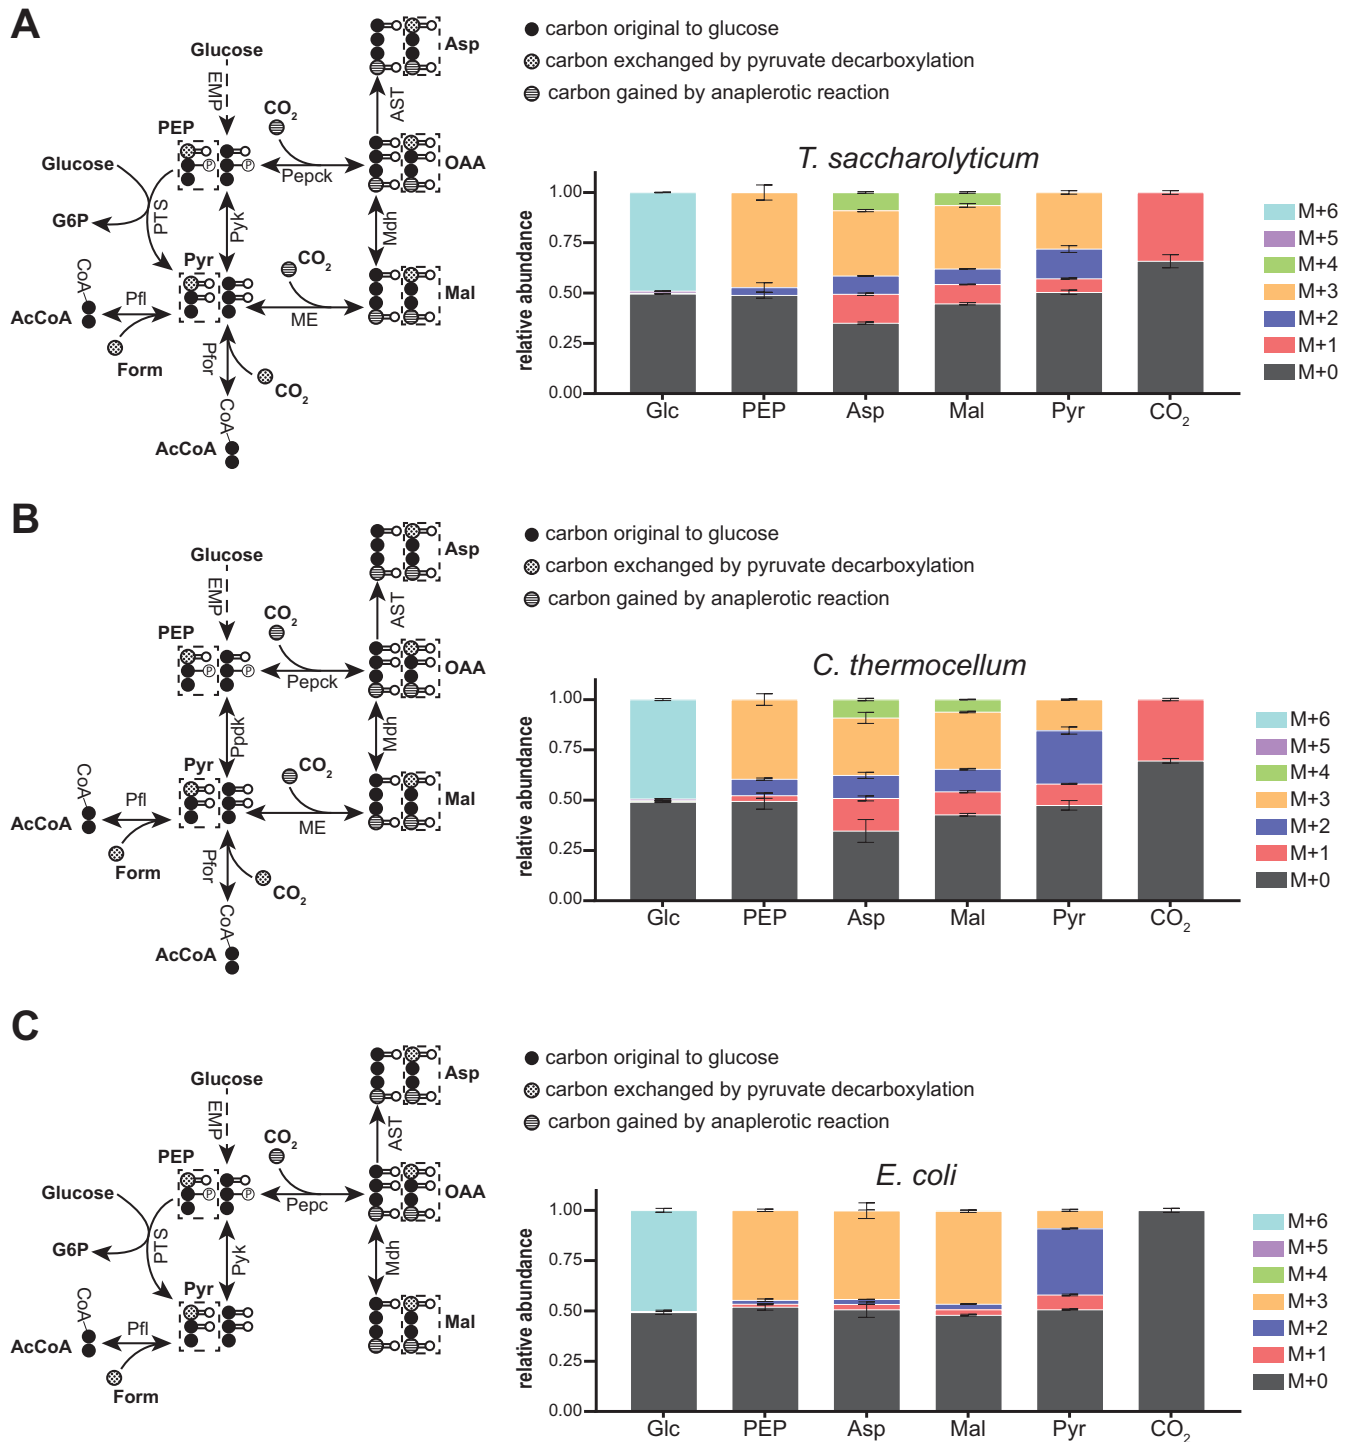 A
Glucose
EMP
PEP
P
P
Glucose
PTS
G6P
Pyk
CO2
Pepck
AST
Asp
OAA
Mdh
Pyr
CoA
Pfl
AcCoA
Form
CO2
ME
Mal
Pfor
CO2
CoA
AcCoA
carbon original to glucose
carbon exchanged by pyruvate decarboxylation
carbon gained by anaplerotic reaction
T. saccharolyticum
relative abundance
1.00
0.75
0.50
0.25
0.00
Glc PEP Asp Mal Pyr CO2
M+6
M+5
M+4
M+3
M+2
M+1
M+0
B
Glucose
EMP
PEP
P
P
Ppdk
CO2
Pepck
AST
Asp
OAA
Mdh
Pyr
CoA
Pfl
AcCoA
Form
CO2
ME
Mal
Pfor
CO2
CoA
AcCoA
carbon original to glucose
carbon exchanged by pyruvate decarboxylation
carbon gained by anaplerotic reaction
C. thermocellum
relative abundance
1.00
0.75
0.50
0.25
0.00
Glc PEP Asp Mal Pyr CO2
M+6
M+5
M+4
M+3
M+2
M+1
M+0
C
Glucose
EMP
PEP
P
P
Glucose
PTS
G6P
Pyk
CO2
Pepc
AST
Asp
OAA
Mdh
Pyr
CoA
Pfl
AcCoA
Form
Mal
carbon original to glucose
carbon exchanged by pyruvate decarboxylation
carbon gained by anaplerotic reaction
E. coli
relative abundance
1.00
0.75
0.50
0.25
0.00
Glc PEP Asp Mal Pyr CO2
M+6
M+5
M+4
M+3
M+2
M+1
M+0